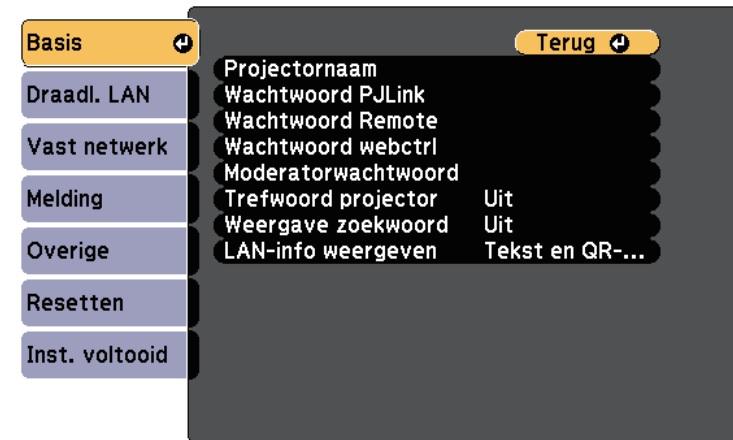 Basis
Draadl. LAN
Vast netwerk
Melding
Overige
Resetten
Inst. voltooid
Terug
Projectornaam
Wachtwoord PJLink
Wachtwoord Remote
Wachtwoord webctrl
Moderatorwachtwoord
Trefwoord projector Uit
Weergave zoekwoord Uit
LAN-info weergeven Tekst en QR-...